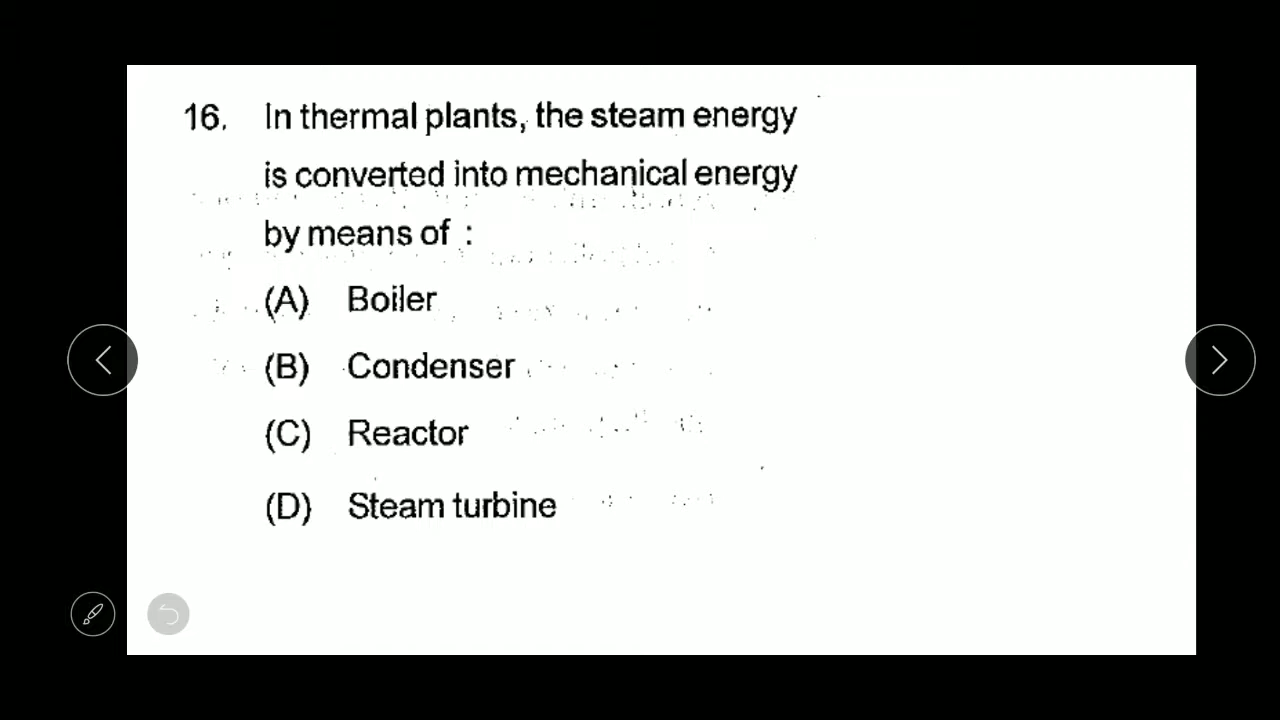 16. In thermal plants, the steam energy
is converted into mechanical energy
by means of :
(A) Boiler
(B) Condenser
(C) Reactor
(D) Steam turbine